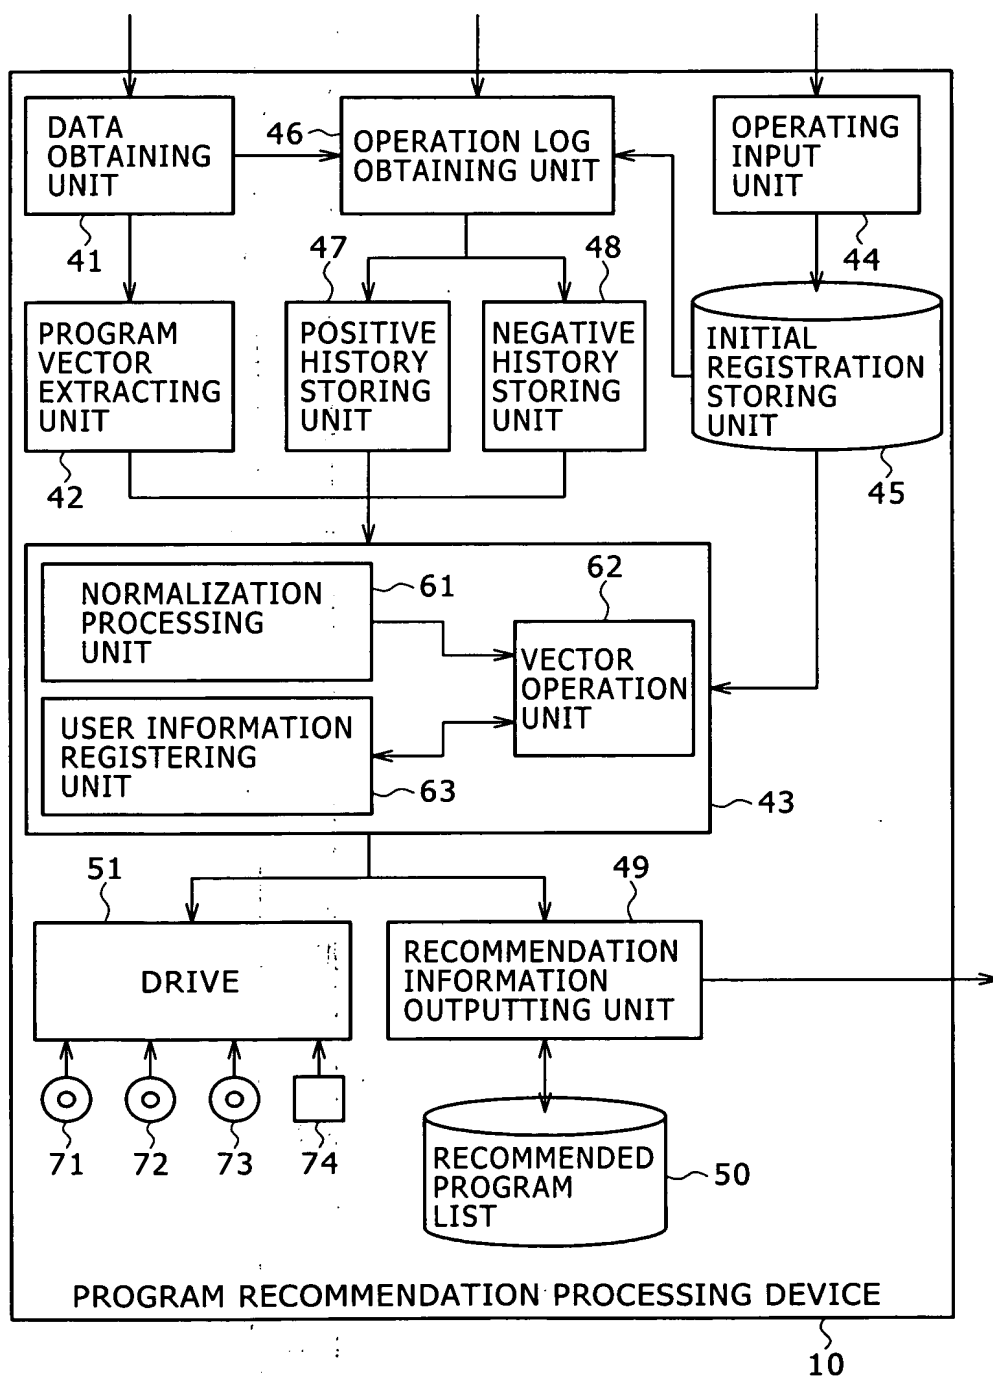 DATA
OBTAINING
UNIT
41
46
OPERATION LOG
OBTAINING UNIT
OPERATING
INPUT
UNIT
44
47
48
PROGRAM
VECTOR
EXTRACTING
UNIT
42
POSITIVE
HISTORY
STORING
UNIT
NEGATIVE
HISTORY
STORING
UNIT
INITIAL
REGISTRATION
STORING
UNIT
45
NORMALIZATION
PROCESSING
UNIT
61
62
VECTOR
OPERATION
UNIT
USER INFORMATION
REGISTERING
UNIT
63
43
51
DRIVE
49
RECOMMENDATION
INFORMATION
OUTPUTTING UNIT
71
72
73
74
RECOMMENDED
PROGRAM
LIST
50
PROGRAM RECOMMENDATION PROCESSING DEVICE
10